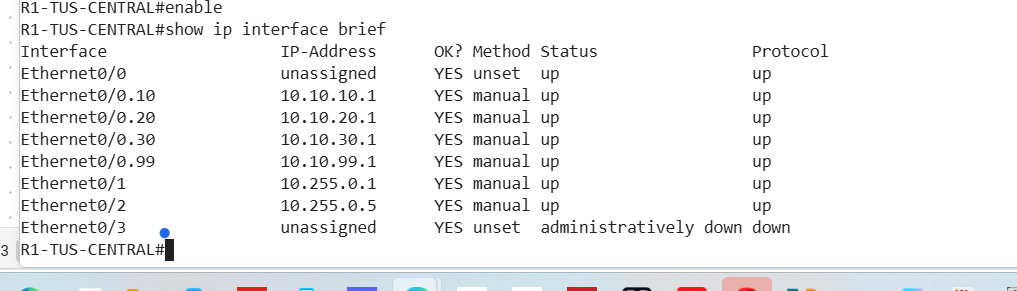 R1-TUS-CENTRAL#enable
R1-TUS-CENTRAL#show ip interface brief
Interface IP-Address OK? Method Status Protocol
Ethernet0/0 unassigned YES unset up up
Ethernet0/0.10 10.10.10.1 YES manual up up
Ethernet0/0.20 10.10.20.1 YES manual up up
Ethernet0/0.30 10.10.30.1 YES manual up up
Ethernet0/0.99 10.10.99.1 YES manual up up
Ethernet0/1 10.255.0.1 YES manual up up
Ethernet0/2 10.255.0.5 YES manual up up
Ethernet0/3 unassigned YES unset administratively down down
3 R1-TUS-CENTRAL#